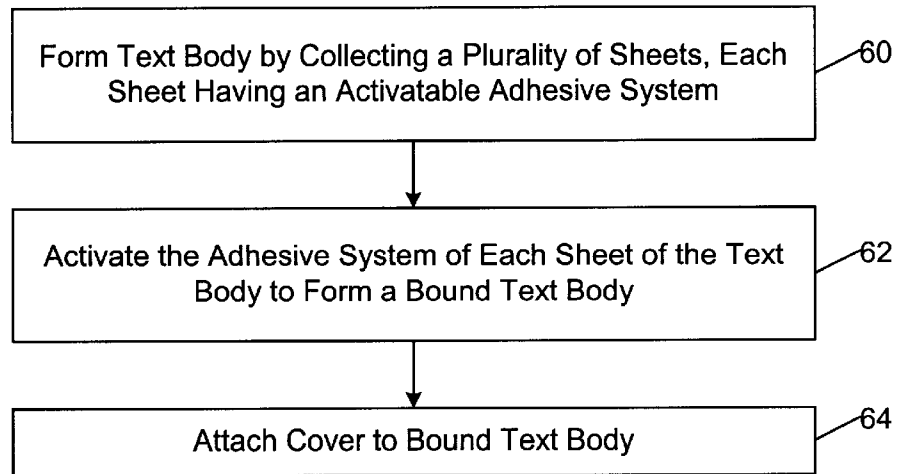 Form Text Body by Collecting a Plurality of Sheets, Each
Sheet Having an Activatable Adhesive System
60
Activate the Adhesive System of Each Sheet of the Text
Body to Form a Bound Text Body
62
Attach Cover to Bound Text Body
64